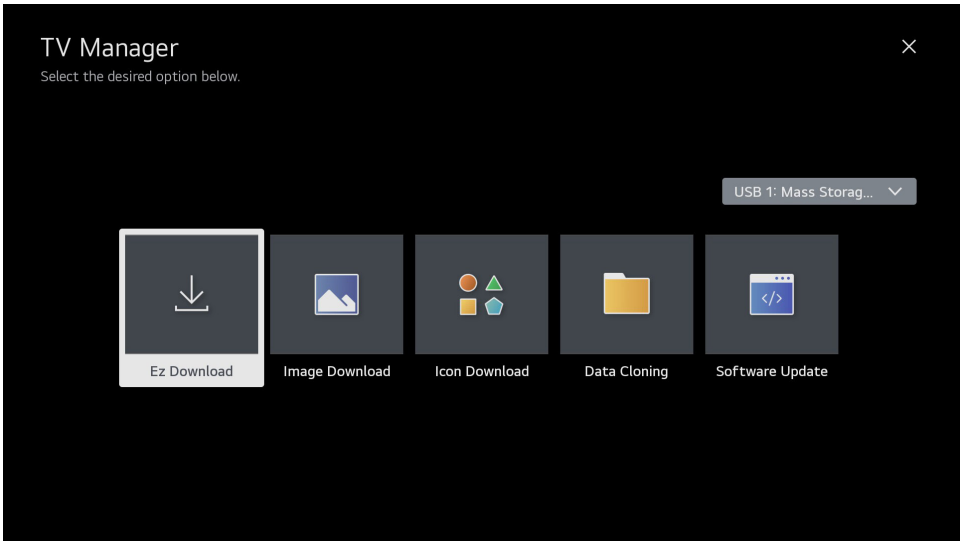 TV Manager
Select the desired option below.
USB 1: Mass Storag...
Ez Download
Image Download
Icon Download
Data Cloning
Software Update